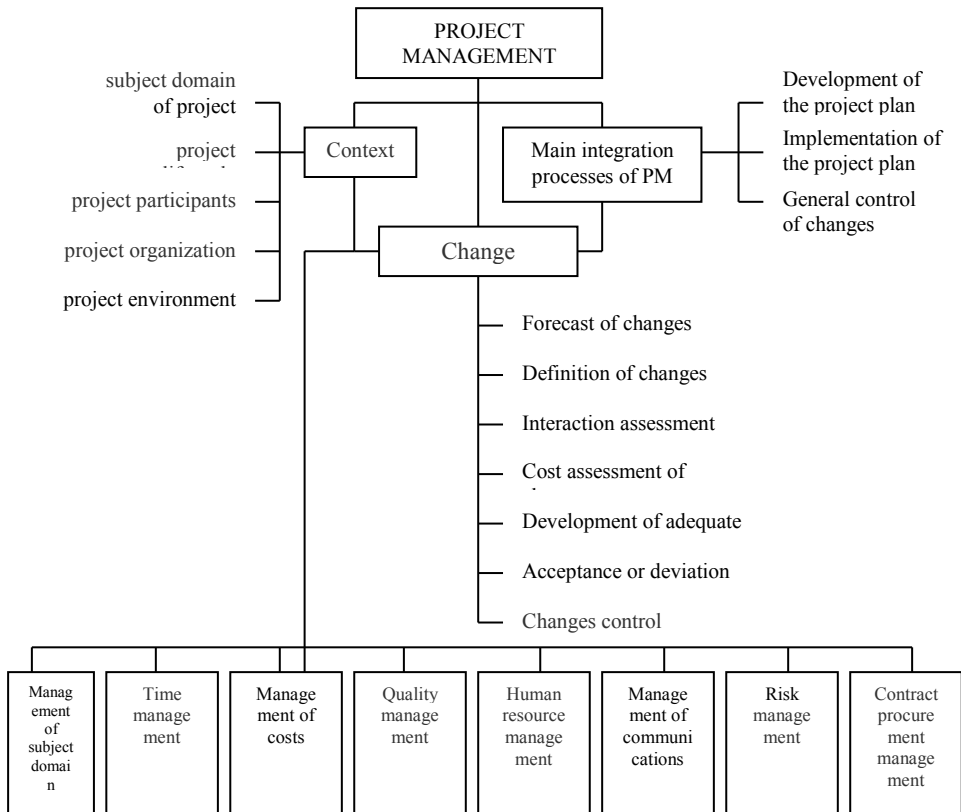 PROJECT
MANAGEMENT
subject domain
of project
project
project participants
project organization
project environment
Context
Main integration
processes of PM
Development of
the project plan
Implementation of
the project plan
General control
of changes
Change
Forecast of changes
Definition of changes
Interaction assessment
Cost assessment of
Development of adequate
Acceptance or deviation
Changes control
Manag
ement
of
subject
domai
n
Time
manage
ment
Manage
ment of
costs
Quality
manage
ment
Human
resource
manage
ment
Manage
ment of
communi
cations
Risk
manage
ment
Contract
procure
ment
manage
ment